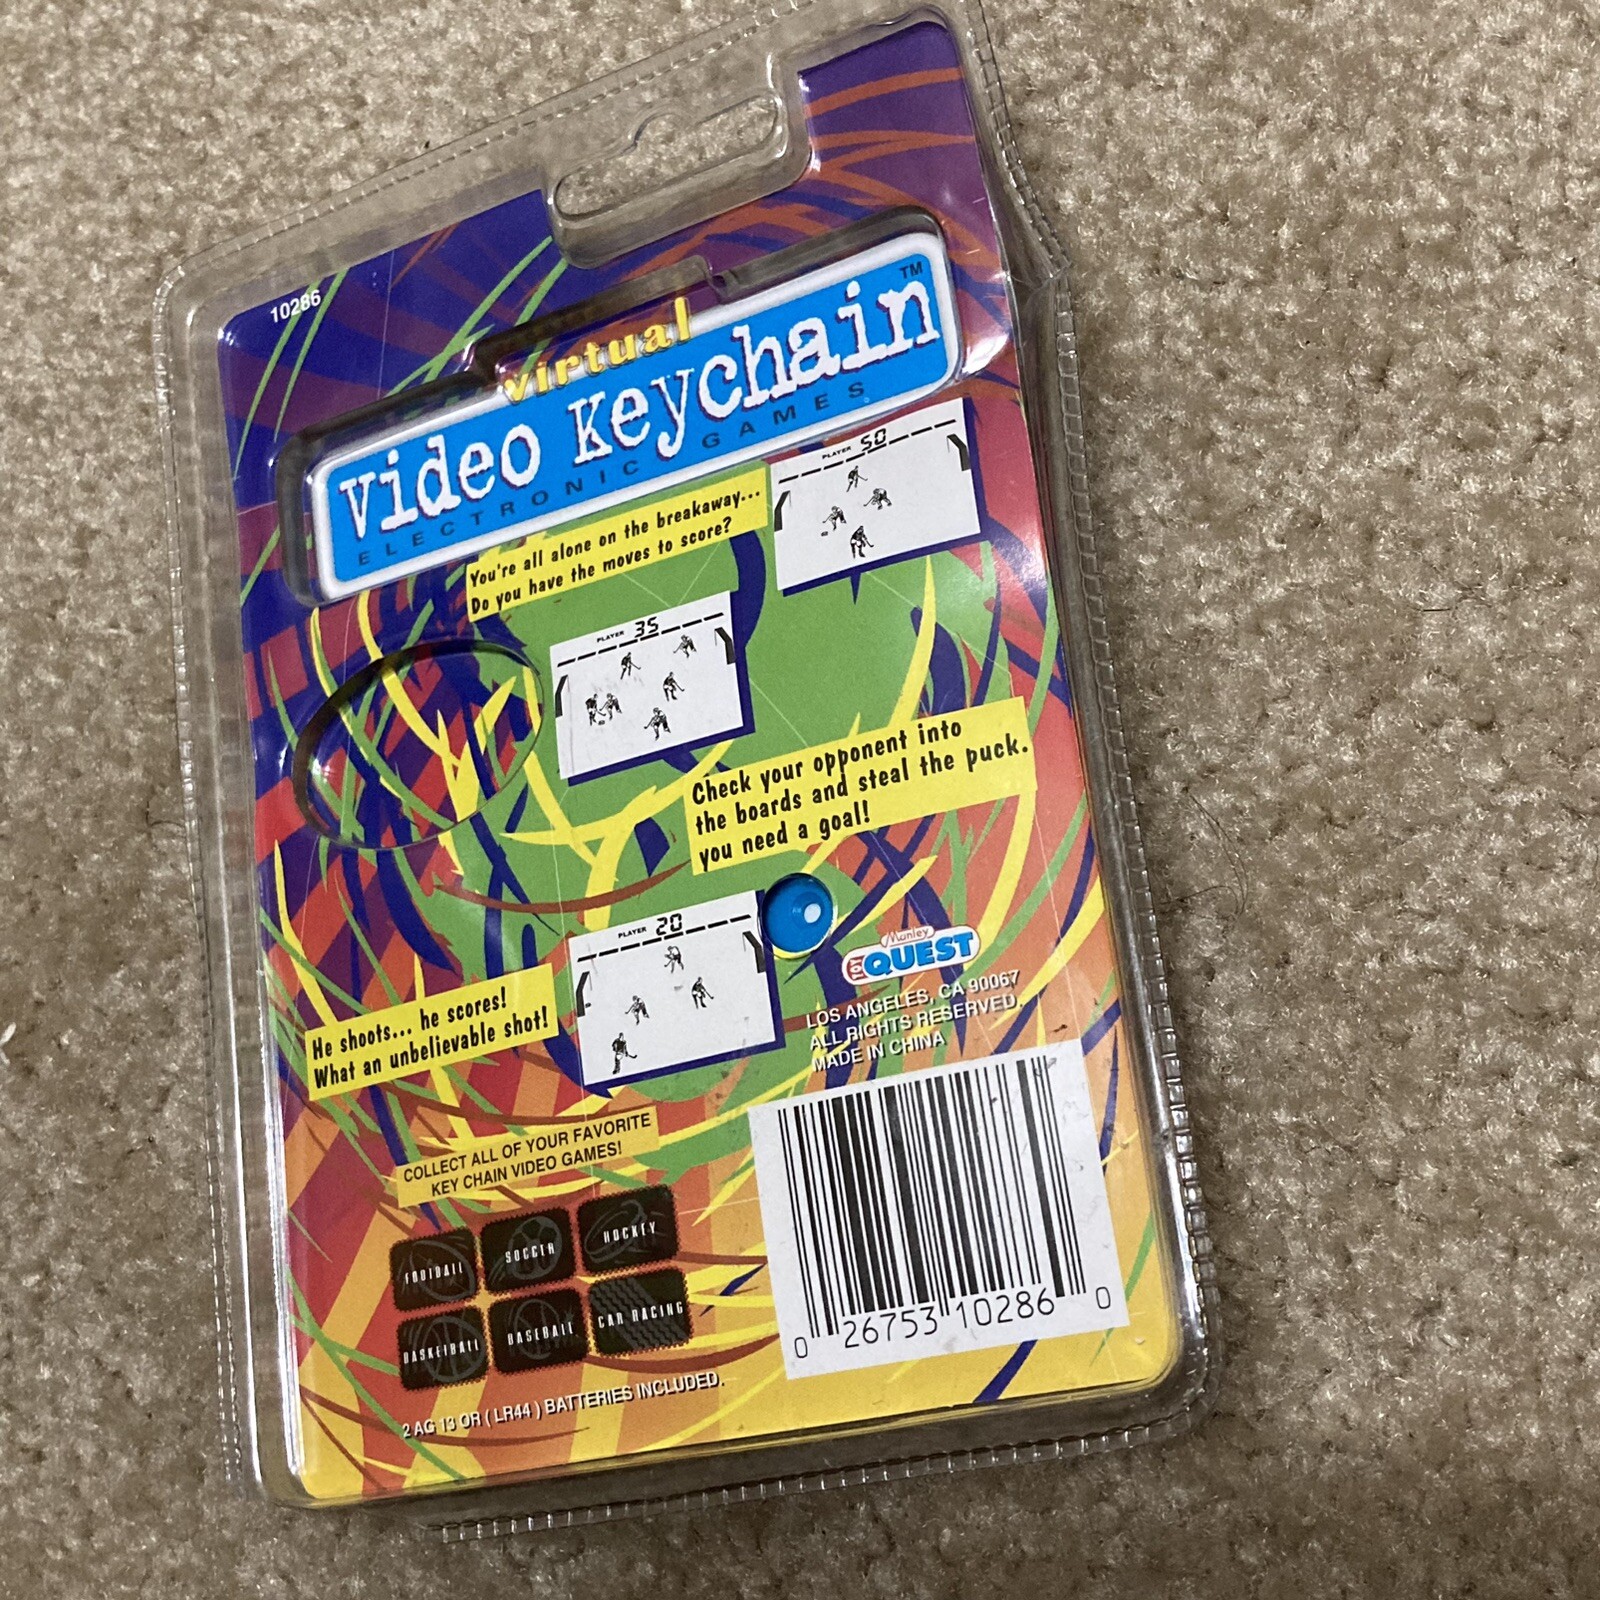 10286
virtual
Video Keychain™
ELECTRONIC GAMES
You're all alone on the breakaway...
Do you have the moves to score?
PLAYER 50
PLAYER 35
Check your opponent into
the boards and steal the puck.
you need a goal!
PLAYER 20
He shoots... he scores!
What an unbelievable shot!
Manley
TOY QUEST
LOS ANGELES, CA 90067
ALL RIGHTS RESERVED.
MADE IN CHINA
COLLECT ALL OF YOUR FAVORITE
KEY CHAIN VIDEO GAMES!
FOOTBALL SOCCER HOCKEY
BASKETBALL BASEBALL CAR RACING
0 26753 10286 0
2 AG 13 OR ( LR44 ) BATTERIES INCLUDED.